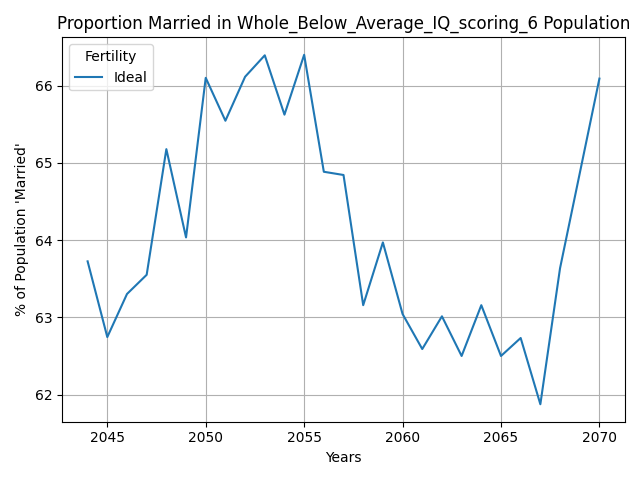 Proportion Married in Whole_Below_Average_IQ_scoring_6 Population
Fertility
Ideal
% of Population 'Married'
66
65
64
63
62
2045 2050 2055 2060 2065 2070
Years